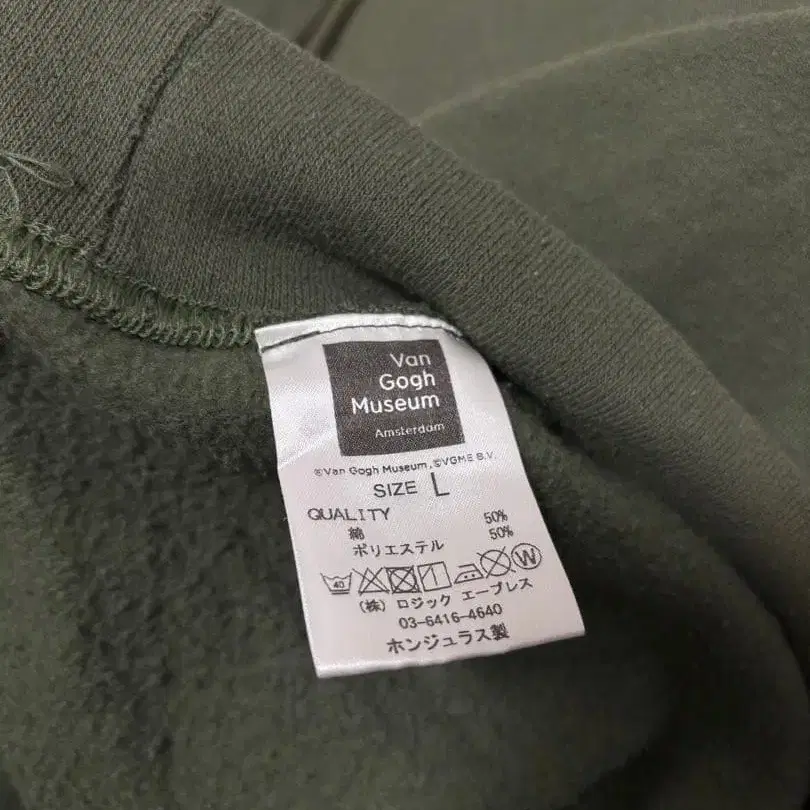 Van
Gogh
Museum
Amsterdam
©Van Gogh Museum, ©VGME B.V.
SIZE L
QUALITY
綿 50%
ポリエステル 50%
40
W
(株) ロジック エーブレス
03-6416-4640
ホンジュラス製